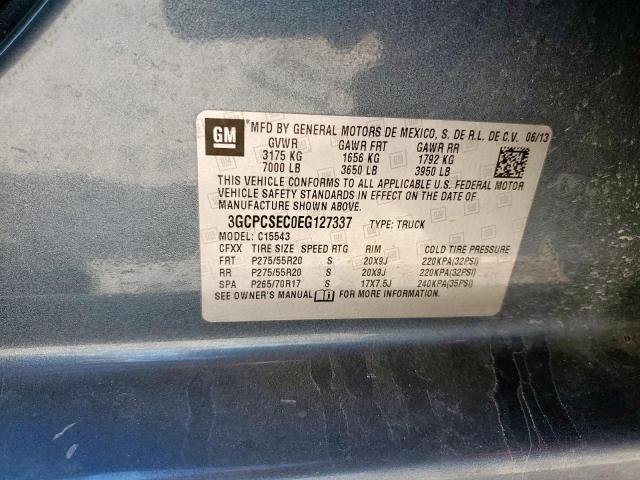 GM
*MFD BY GENERAL MOTORS DE MEXICO, S. DE R.L. DE C.V. 06/13
GVWR GAWR FRT GAWR RR
3175 KG 1656 KG 1792 KG
7000 LB 3650 LB 3950 LB
THIS VEHICLE CONFORMS TO ALL APPLICABLE U.S. FEDERAL MOTOR
VEHICLE SAFETY STANDARDS IN EFFECT ON THE DATE OF
MANUFACTURE SHOWN ABOVE.
3GCPCSEC0EG127337 TYPE: TRUCK
MODEL: C15543
CFXX TIRE SIZE SPEED RTG RIM COLD TIRE PRESSURE
FRT P275/55R20 S 20X9J 220KPA(32PSI)
RR P275/55R20 S 20X9J 220KPA(32PSI)
SPA P265/70R17 S 17X7.5J 240KPA(35PSI)
SEE OWNER'S MANUAL FOR MORE INFORMATION.